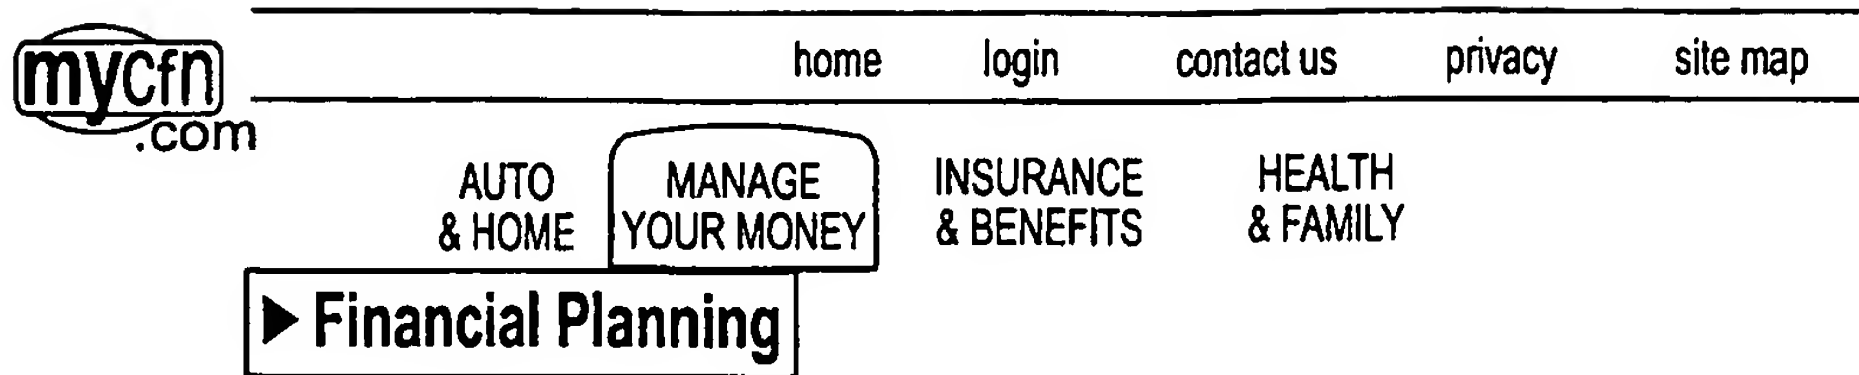 mycfn
.com
home login contact us privacy site map
AUTO
& HOME
MANAGE
YOUR MONEY
INSURANCE
& BENEFITS
HEALTH
& FAMILY
▶ Financial Planning